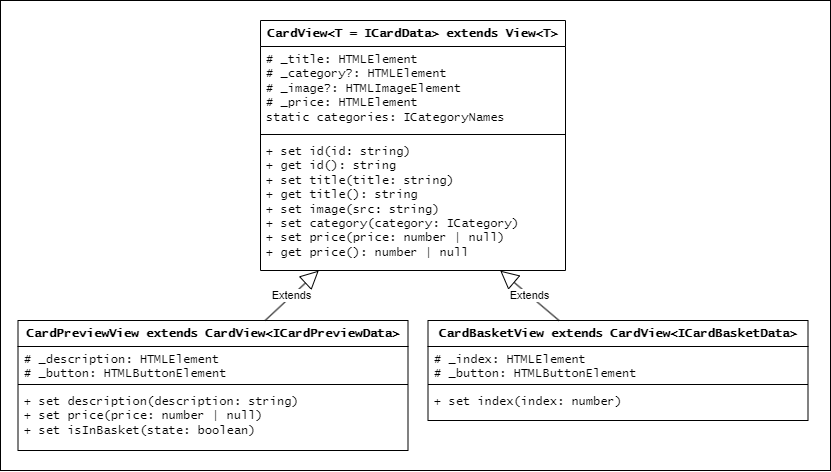 CardView<T = ICardData> extends View<T>
# _title: HTMLElement
# _category?: HTMLElement
# _image?: HTMLImageElement
# _price: HTMLElement
static categories: ICategoryNames
+ set id(id: string)
+ get id(): string
+ set title(title: string)
+ get title(): string
+ set image(src: string)
+ set category(category: ICategory)
+ set price(price: number | null)
+ get price(): number | null
Extends
Extends
CardPreviewView extends CardView<ICardPreviewData>
# _description: HTMLElement
# _button: HTMLButtonElement
+ set description(description: string)
+ set price(price: number | null)
+ set isInBasket(state: boolean)
CardBasketView extends CardView<ICardBasketData>
# _index: HTMLElement
# _button: HTMLButtonElement
+ set index(index: number)